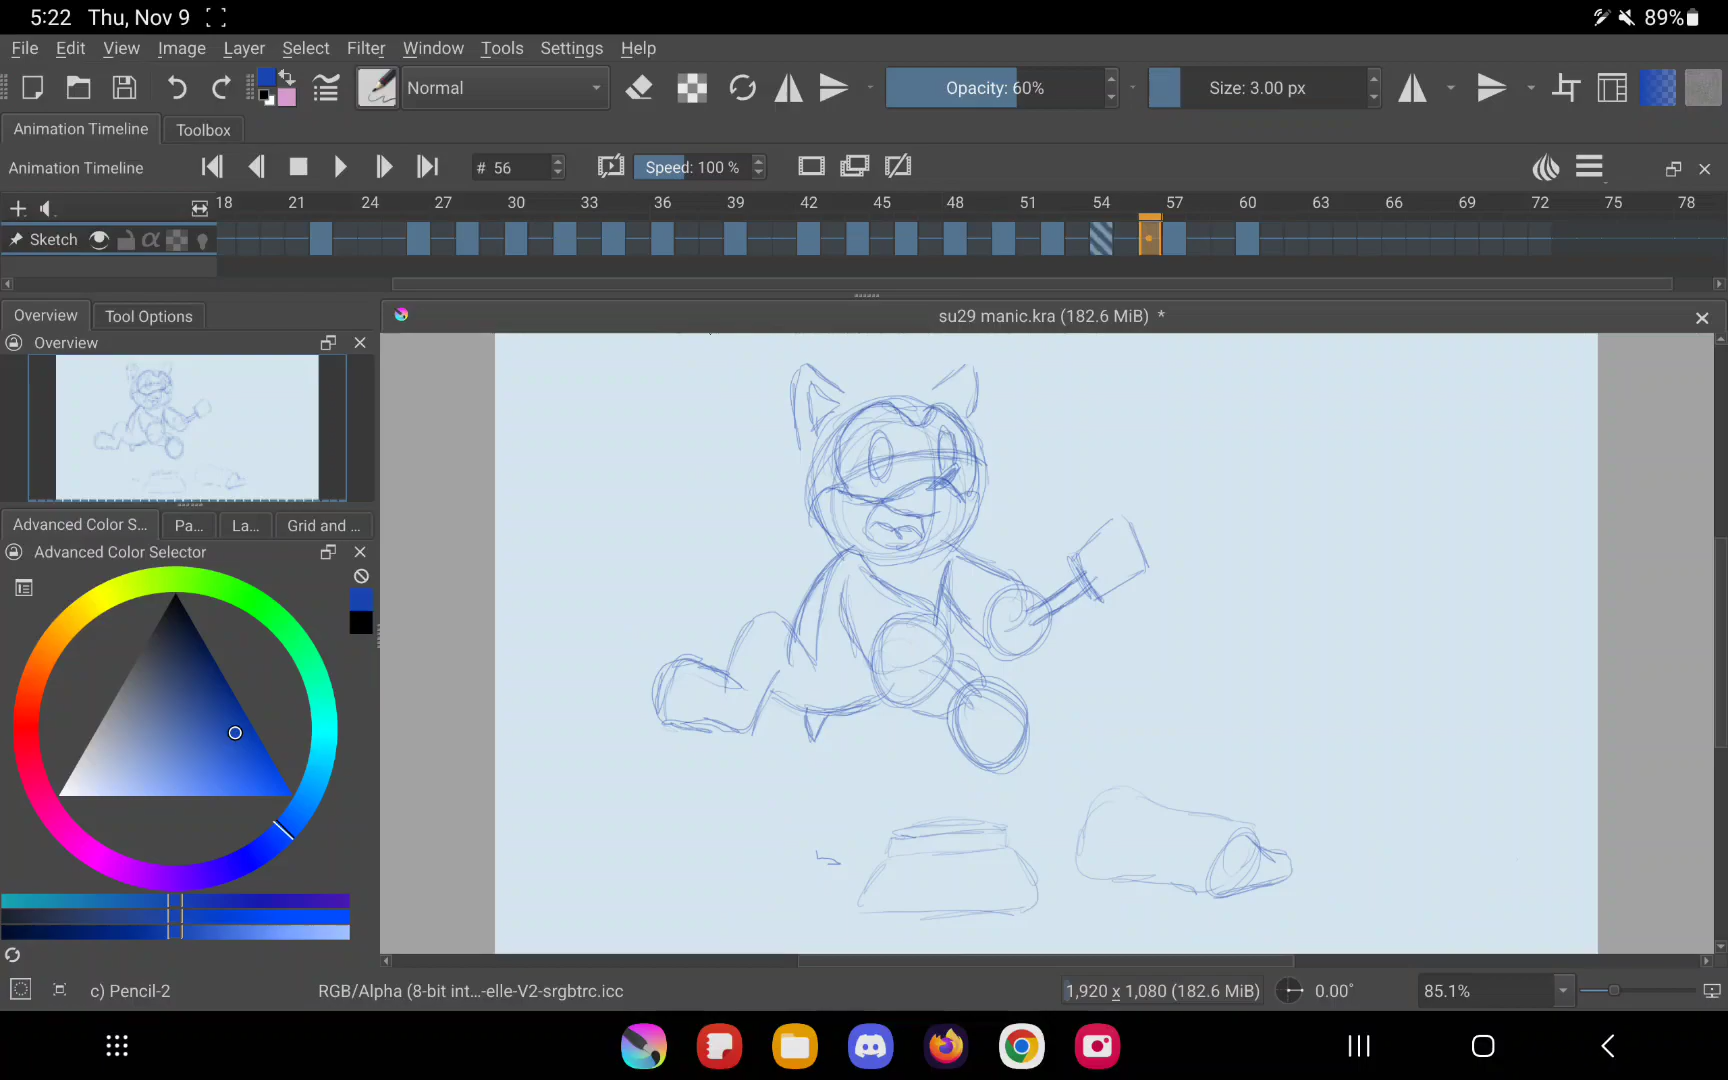 5:22 Thu, Nov 9 89%
File Edit View Image Layer Select Filter Window Tools Settings Help
Normal Opacity: 60% Size: 3.00 px
Animation Timeline Toolbox
Animation Timeline # 56 Speed: 100 %
18 21 24 27 30 33 36 39 42 45 48 51 54 57 60 63 66 69 72 75 78
Sketch
Overview Tool Options su29 manic.kra (182.6 MiB) *
Overview
Advanced Color S... Pa... La... Grid and ...
Advanced Color Selector
c) Pencil-2 RGB/Alpha (8-bit int...-elle-V2-srgbtrc.icc 1,920 x 1,080 (182.6 MiB) 0.00° 85.1%